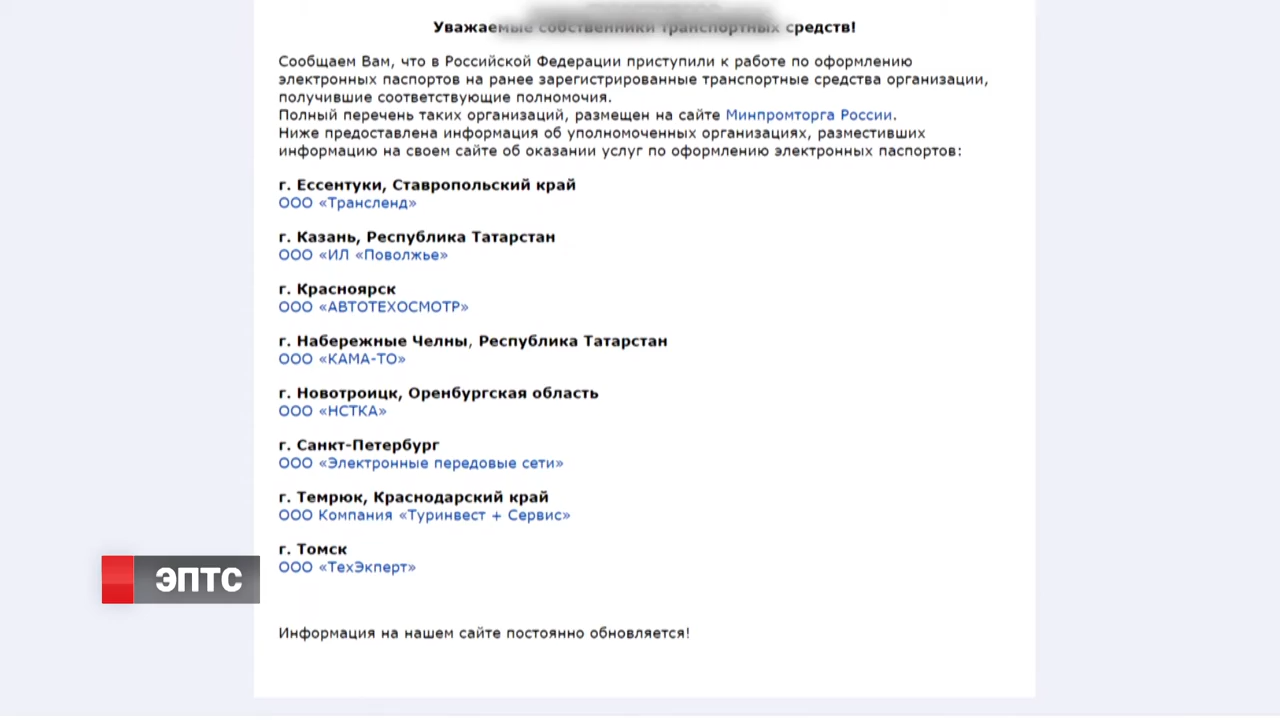 Уважаемые собственники транспортных средств!
Сообщаем Вам, что в Российской Федерации приступили к работе по оформлению
электронных паспортов на ранее зарегистрированные транспортные средства организации,
получившие соответствующие полномочия.
Полный перечень таких организаций, размещен на сайте Минпромторга России.
Ниже предоставлена информация об уполномоченных организациях, разместивших
информацию на своем сайте об оказании услуг по оформлению электронных паспортов:
г. Ессентуки, Ставропольский край
ООО «Трансленд»
г. Казань, Республика Татарстан
ООО «ИЛ «Поволжье»
г. Красноярск
ООО «АВТОТЕХОСМОТР»
г. Набережные Челны, Республика Татарстан
ООО «КАМА-ТО»
г. Новотроицк, Оренбургская область
ООО «НСТКА»
г. Санкт-Петербург
ООО «Электронные передовые сети»
г. Темрюк, Краснодарский край
ООО Компания «Туринвест + Сервис»
г. Томск
ООО «ТехЭкперт»
ЭПТС
Информация на нашем сайте постоянно обновляется!